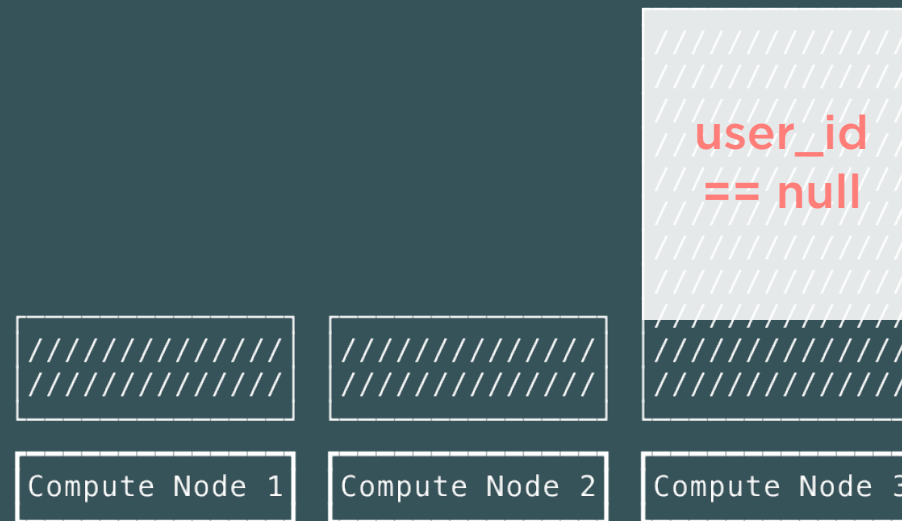 user_id
== null
Compute Node 1
Compute Node 2
Compute Node 3